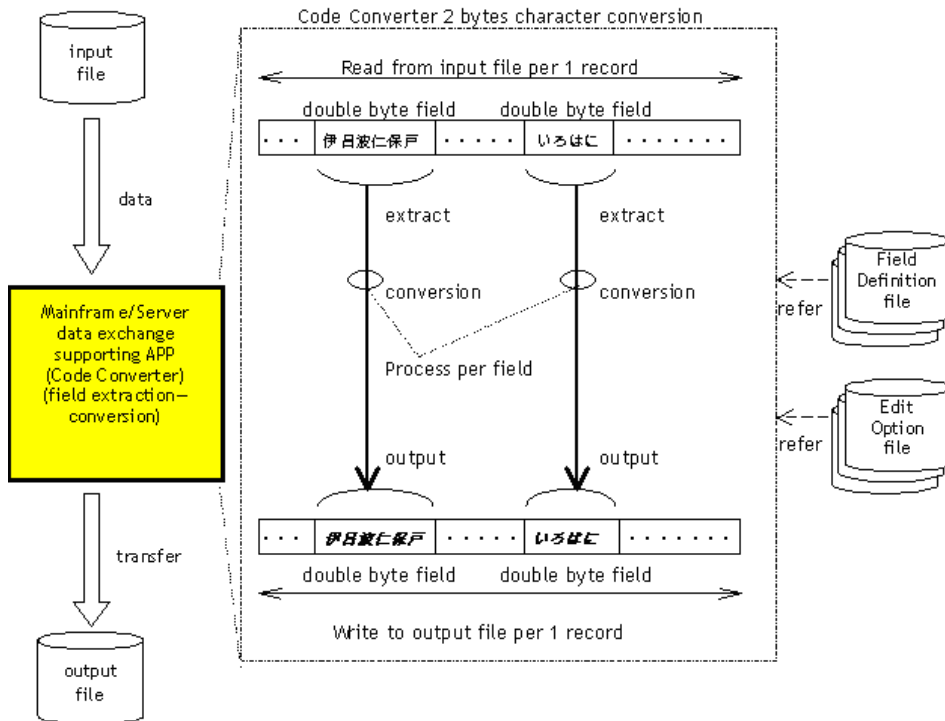 Code Converter 2 bytes character conversion
input
file
Read from input file per 1 record
double byte field double byte field
・・・ 伊呂波仁保戸 ・・・・・ いろはに ・・・・・・・
data
extract extract
conversion conversion
Process per field
Mainframe/Server
data exchange
supporting APP
(Code Converter)
(field extraction–
conversion)
Field
Definition
file
refer
Edit
Option
file
refer
output output
・・・ 伊呂波仁保戸 ・・・・・ いろはに ・・・・・・・
double byte field double byte field
transfer
Write to output file per 1 record
output
file